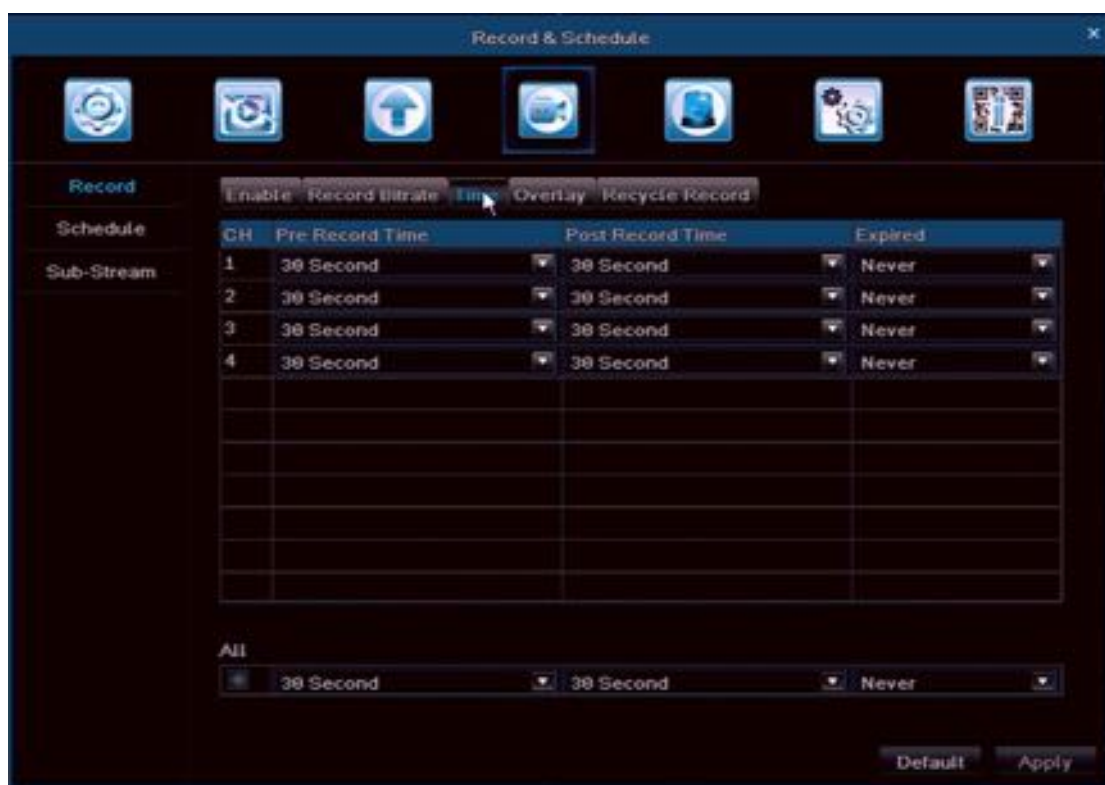 Record & Schedule
Record
Schedule
Sub-Stream
Enable Record Bitrate Time Overlay Recycle Record
CH Pre Record Time Post Record Time Expired
1 30 Second 30 Second Never
2 30 Second 30 Second Never
3 30 Second 30 Second Never
4 30 Second 30 Second Never
All
30 Second 30 Second Never
Default Apply